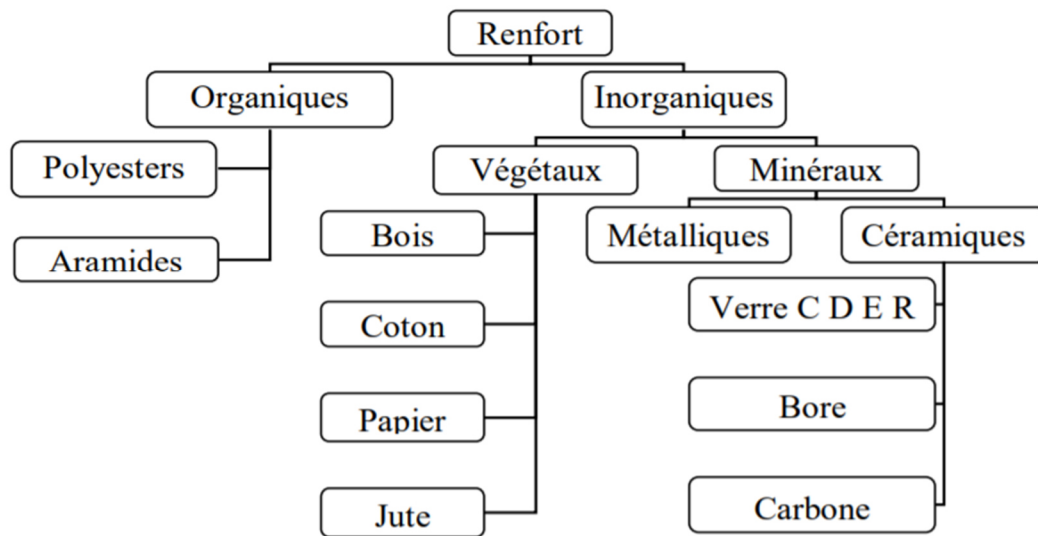 Renfort
Organiques
Inorganiques
Polyesters
Végétaux
Minéraux
Aramides
Bois
Métalliques
Céramiques
Coton
Verre C D E R
Papier
Bore
Jute
Carbone